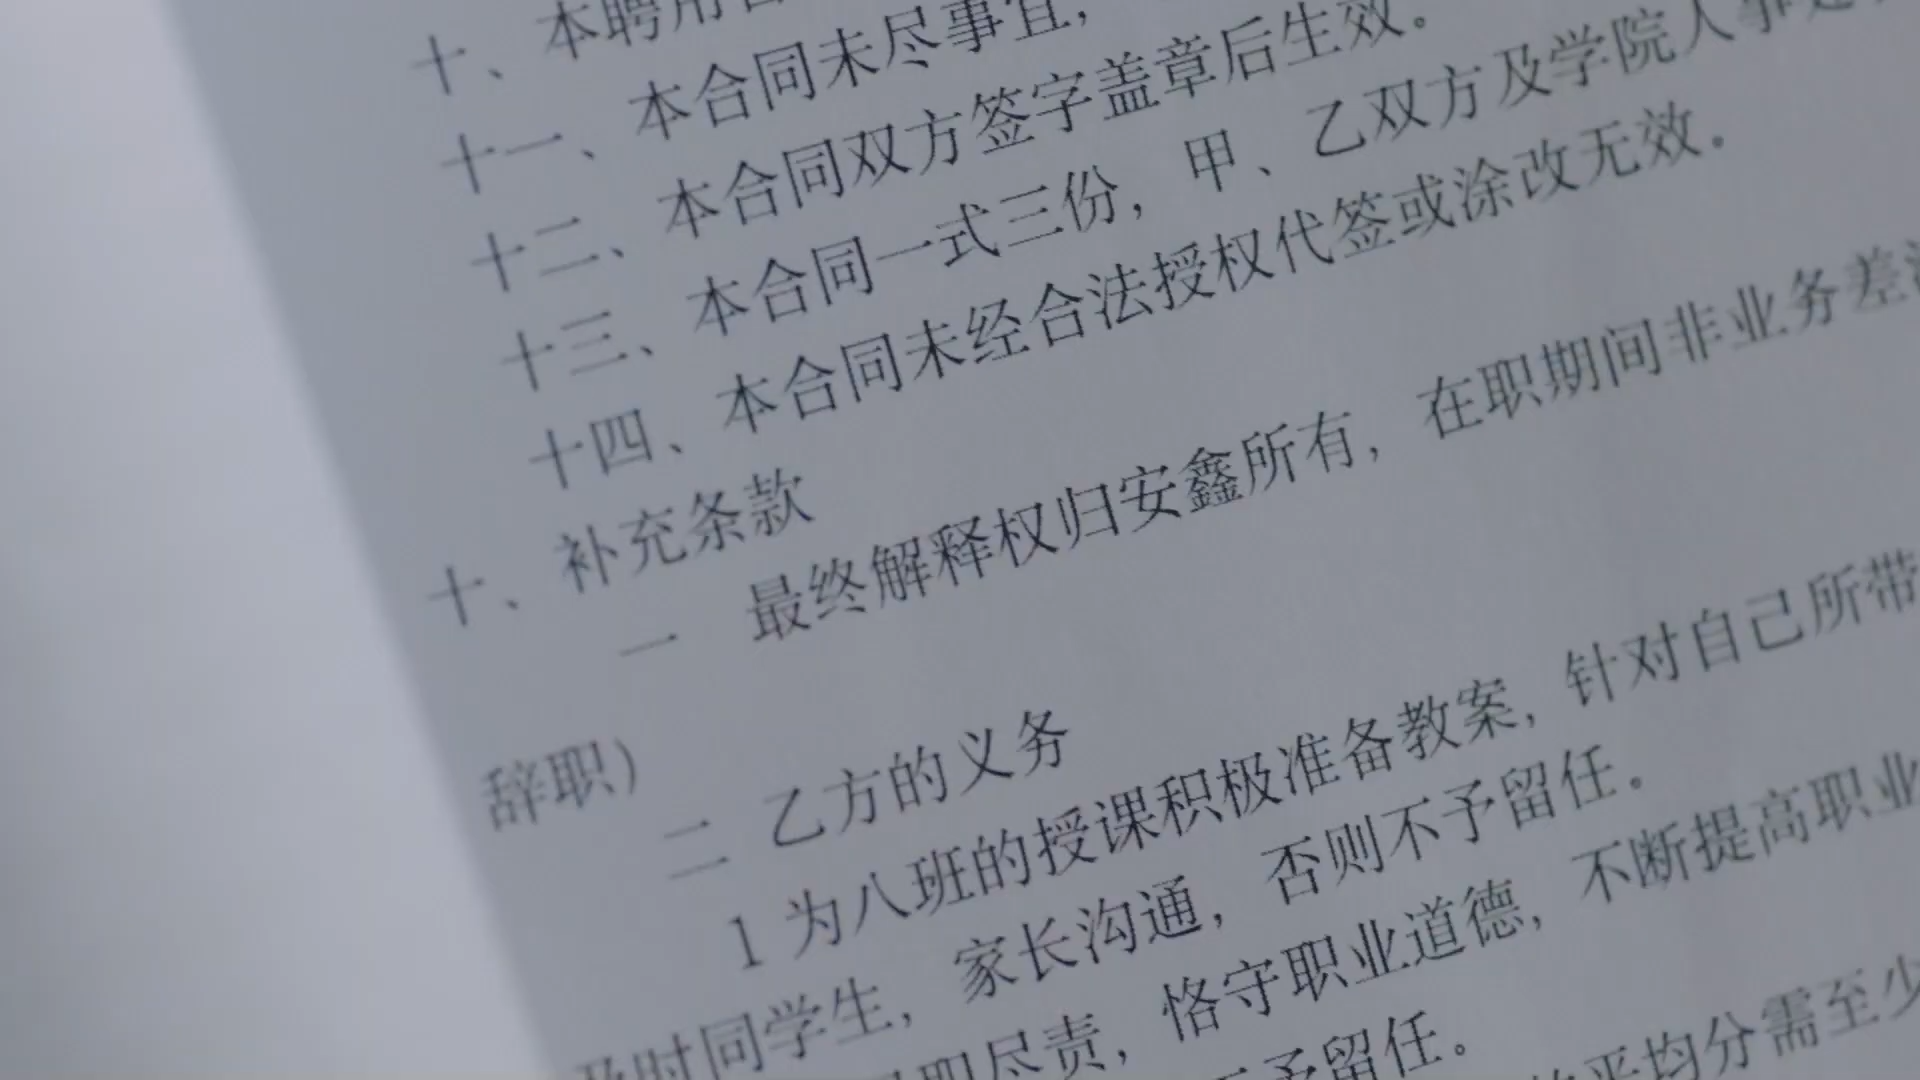 十、本聘用合
十一、本合同未尽事宜，
十二、本合同双方签字盖章后生效。
十三、本合同一式三份，甲、乙双方及学院人事处
十四、本合同未经合法授权代签或涂改无效。
十、补充条款
一 最终解释权归安鑫所有，在职期间非业务差
辞职）
二 乙方的义务
1 为八班的授课积极准备教案，针对自己所带
及时同学生，家长沟通，否则不予留任。
职尽责，恪守职业道德，不断提高职业
不予留任。
平均分需至少